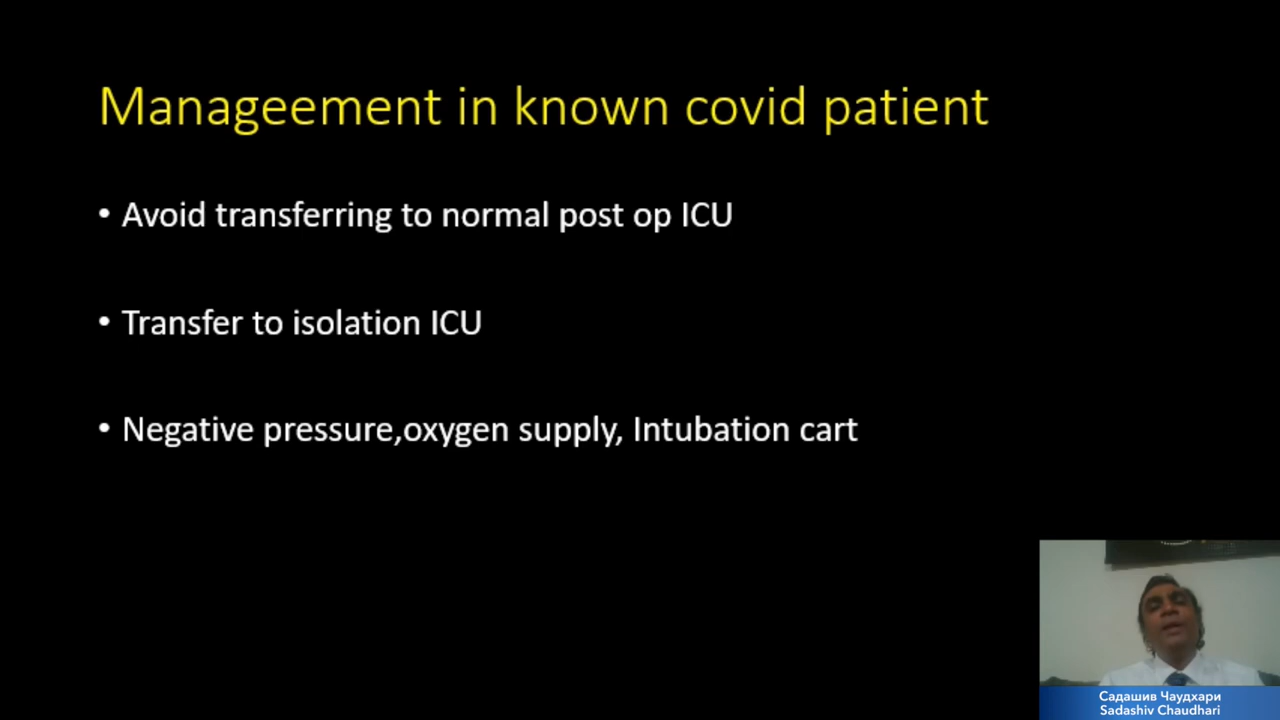 Manageement in known covid patient
• Avoid transferring to normal post op ICU
• Transfer to isolation ICU
• Negative pressure,oxygen supply, Intubation cart
Садашив Чаудхари
Sadashiv Chaudhari